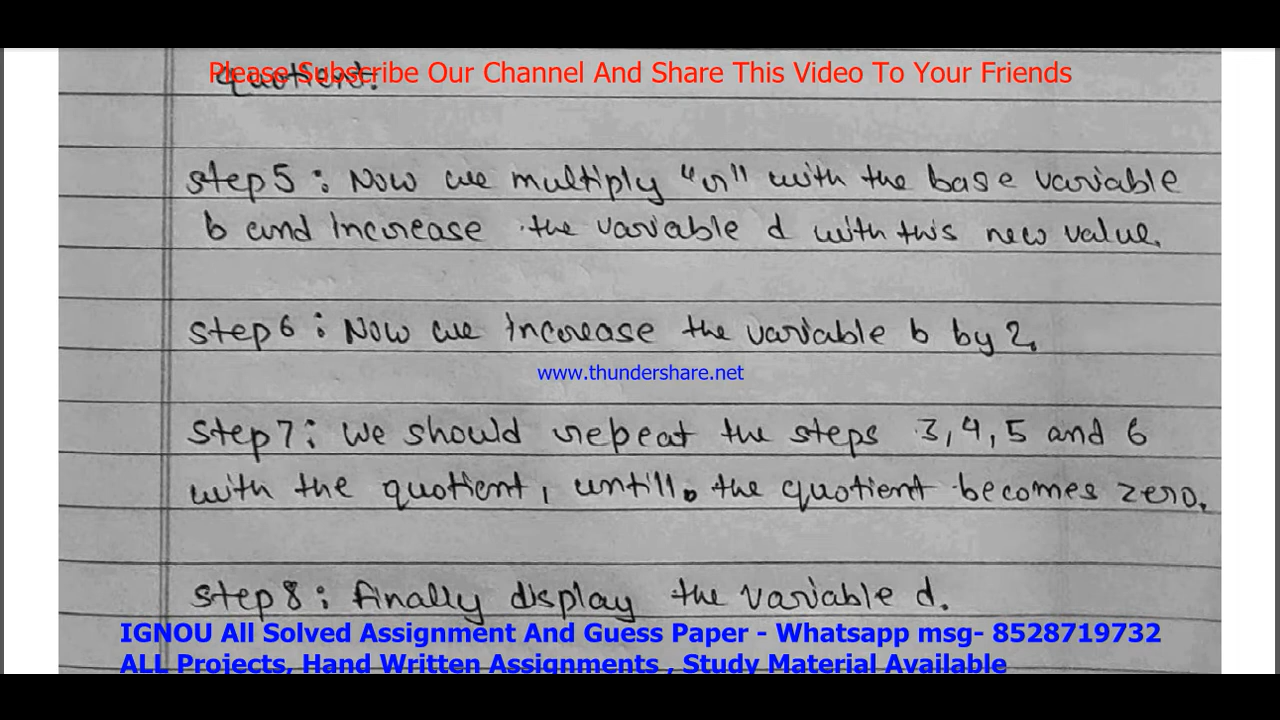 Please Subscribe Our Channel And Share This Video To Your Friends
quotient.
step5: Now we multiply "r" with the base variable
b and increase the variable d with this new value.
step6: Now we increase the variable b by 2.
www.thundershare.net
step7: We should repeat the steps 3,4,5 and 6
with the quotient, untill. the quotient becomes zero.
step8: finally display the variable d.
IGNOU All Solved Assignment And Guess Paper - Whatsapp msg- 8528719732
ALL Projects, Hand Written Assignments , Study Material Available